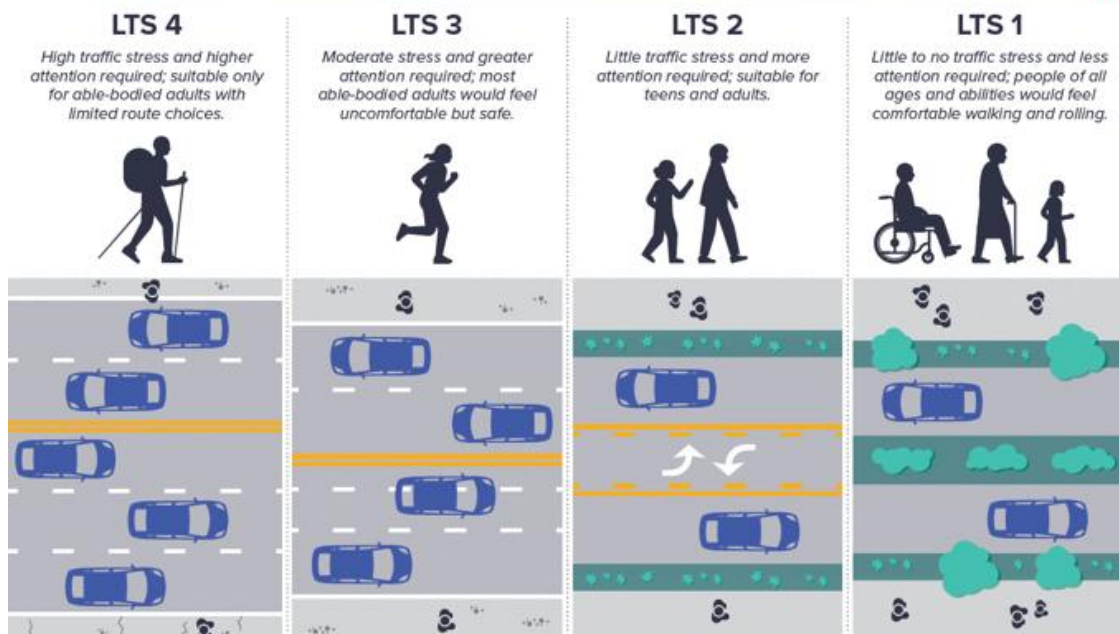 LTS 4
High traffic stress and higher
attention required; suitable only
for able-bodied adults with
limited route choices.
LTS 3
Moderate stress and greater
attention required; most
able-bodied adults would feel
uncomfortable but safe.
LTS 2
Little traffic stress and more
attention required; suitable for
teens and adults.
LTS 1
Little to no traffic stress and less
attention required; people of all
ages and abilities would feel
comfortable walking and rolling.